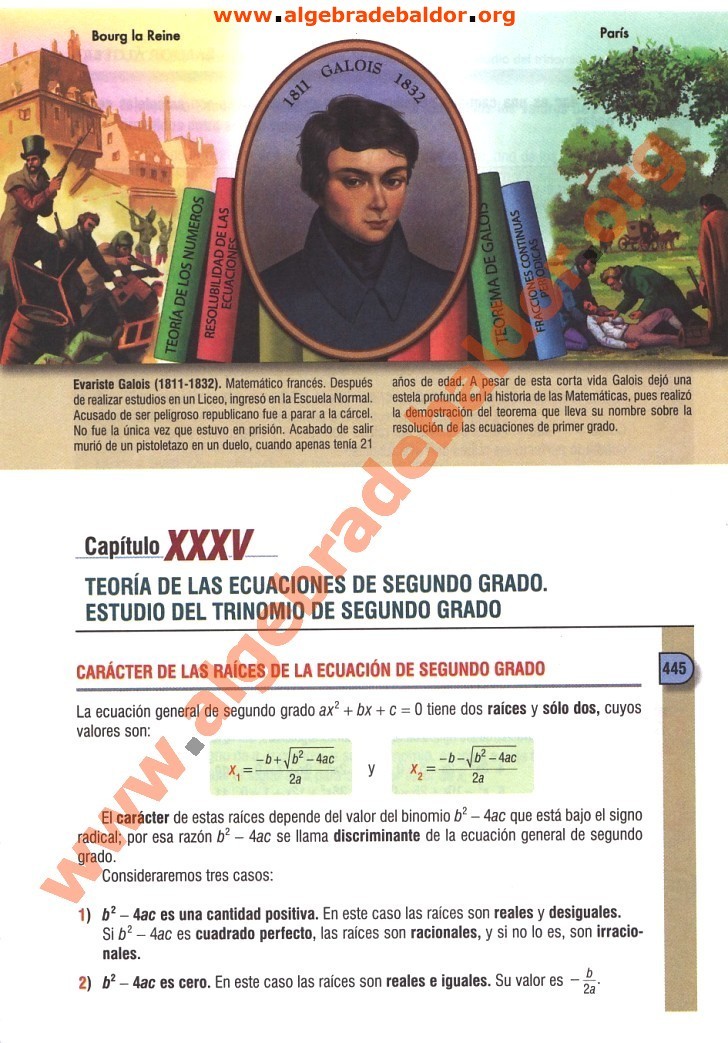 www.algebradebaldor.org
Bourg la Reine
París
1811 GALOIS 1832
TEORÍA DE LOS NUMEROS
RESOLUBILIDAD DE LAS
ECUACIONES
TEOREMA DE GALOIS
FRACCIONES CONTINUAS
PERIODICAS
Evariste Galois (1811-1832). Matemático francés. Después
de realizar estudios en un Liceo, ingresó en la Escuela Normal.
Acusado de ser peligroso republicano fue a parar a la cárcel.
No fue la única vez que estuvo en prisión. Acabado de salir
murió de un pistoletazo en un duelo, cuando apenas tenía 21
años de edad. A pesar de esta corta vida Galois dejó una
estela profunda en la historia de las Matemáticas, pues realizó
la demostración del teorema que lleva su nombre sobre la
resolución de las ecuaciones de primer grado.
Capítulo XXXV
TEORÍA DE LAS ECUACIONES DE SEGUNDO GRADO.
ESTUDIO DEL TRINOMIO DE SEGUNDO GRADO
CARÁCTER DE LAS RAÍCES DE LA ECUACIÓN DE SEGUNDO GRADO
445
La ecuación general de segundo grado ax² + bx + c = 0 tiene dos raíces y sólo dos, cuyos
valores son:
x₁ = (−b + √(b² − 4ac)) / 2a y x₂ = (−b − √(b² − 4ac)) / 2a
El carácter de estas raíces depende del valor del binomio b² − 4ac que está bajo el signo
radical; por esa razón b² − 4ac se llama discriminante de la ecuación general de segundo
grado.
Consideraremos tres casos:
1) b² − 4ac es una cantidad positiva. En este caso las raíces son reales y desiguales.
Si b² − 4ac es cuadrado perfecto, las raíces son racionales, y si no lo es, son irracio-
nales.
2) b² − 4ac es cero. En este caso las raíces son reales e iguales. Su valor es − b/2a.
www.algebradebaldor.org